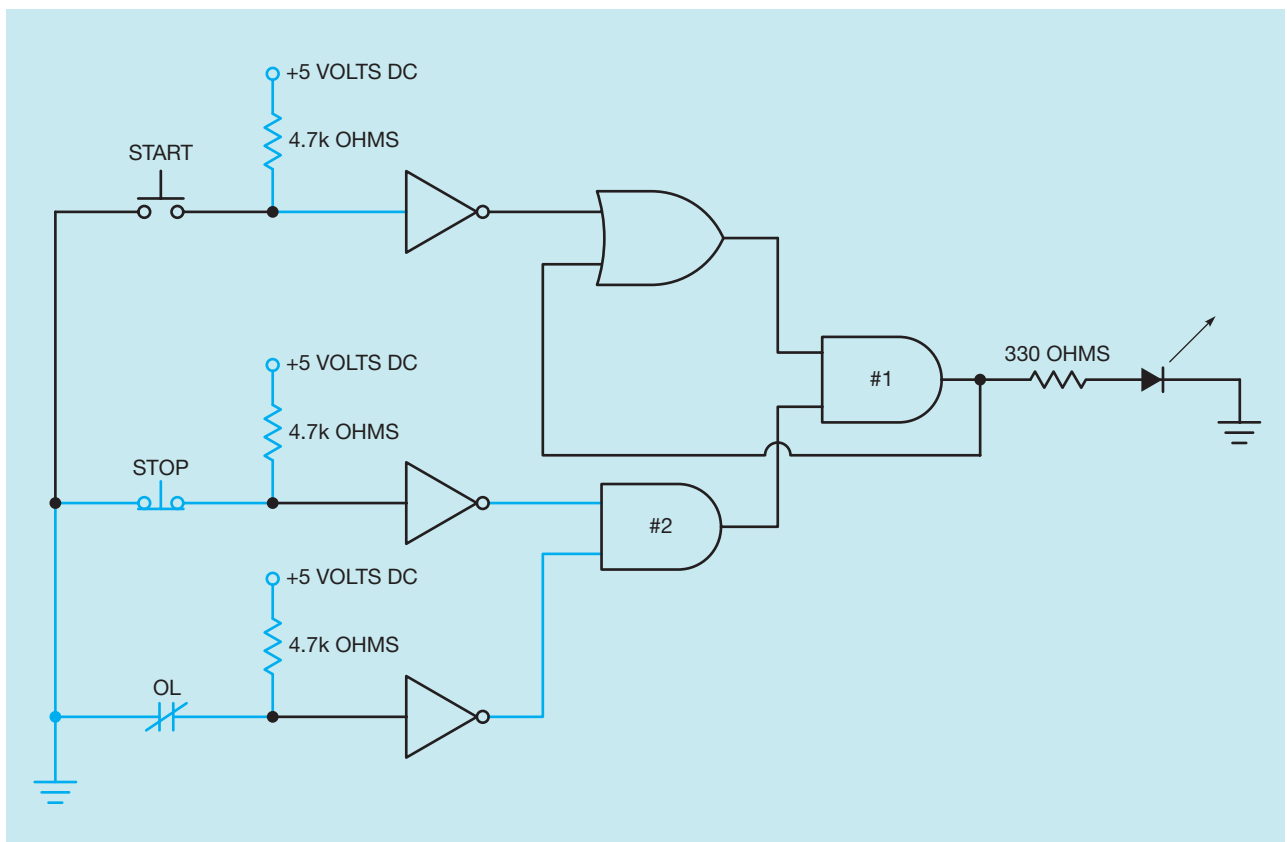 +5 VOLTS DC
4.7k OHMS
START
+5 VOLTS DC
4.7k OHMS
STOP
#1
330 OHMS
#2
+5 VOLTS DC
4.7k OHMS
OL